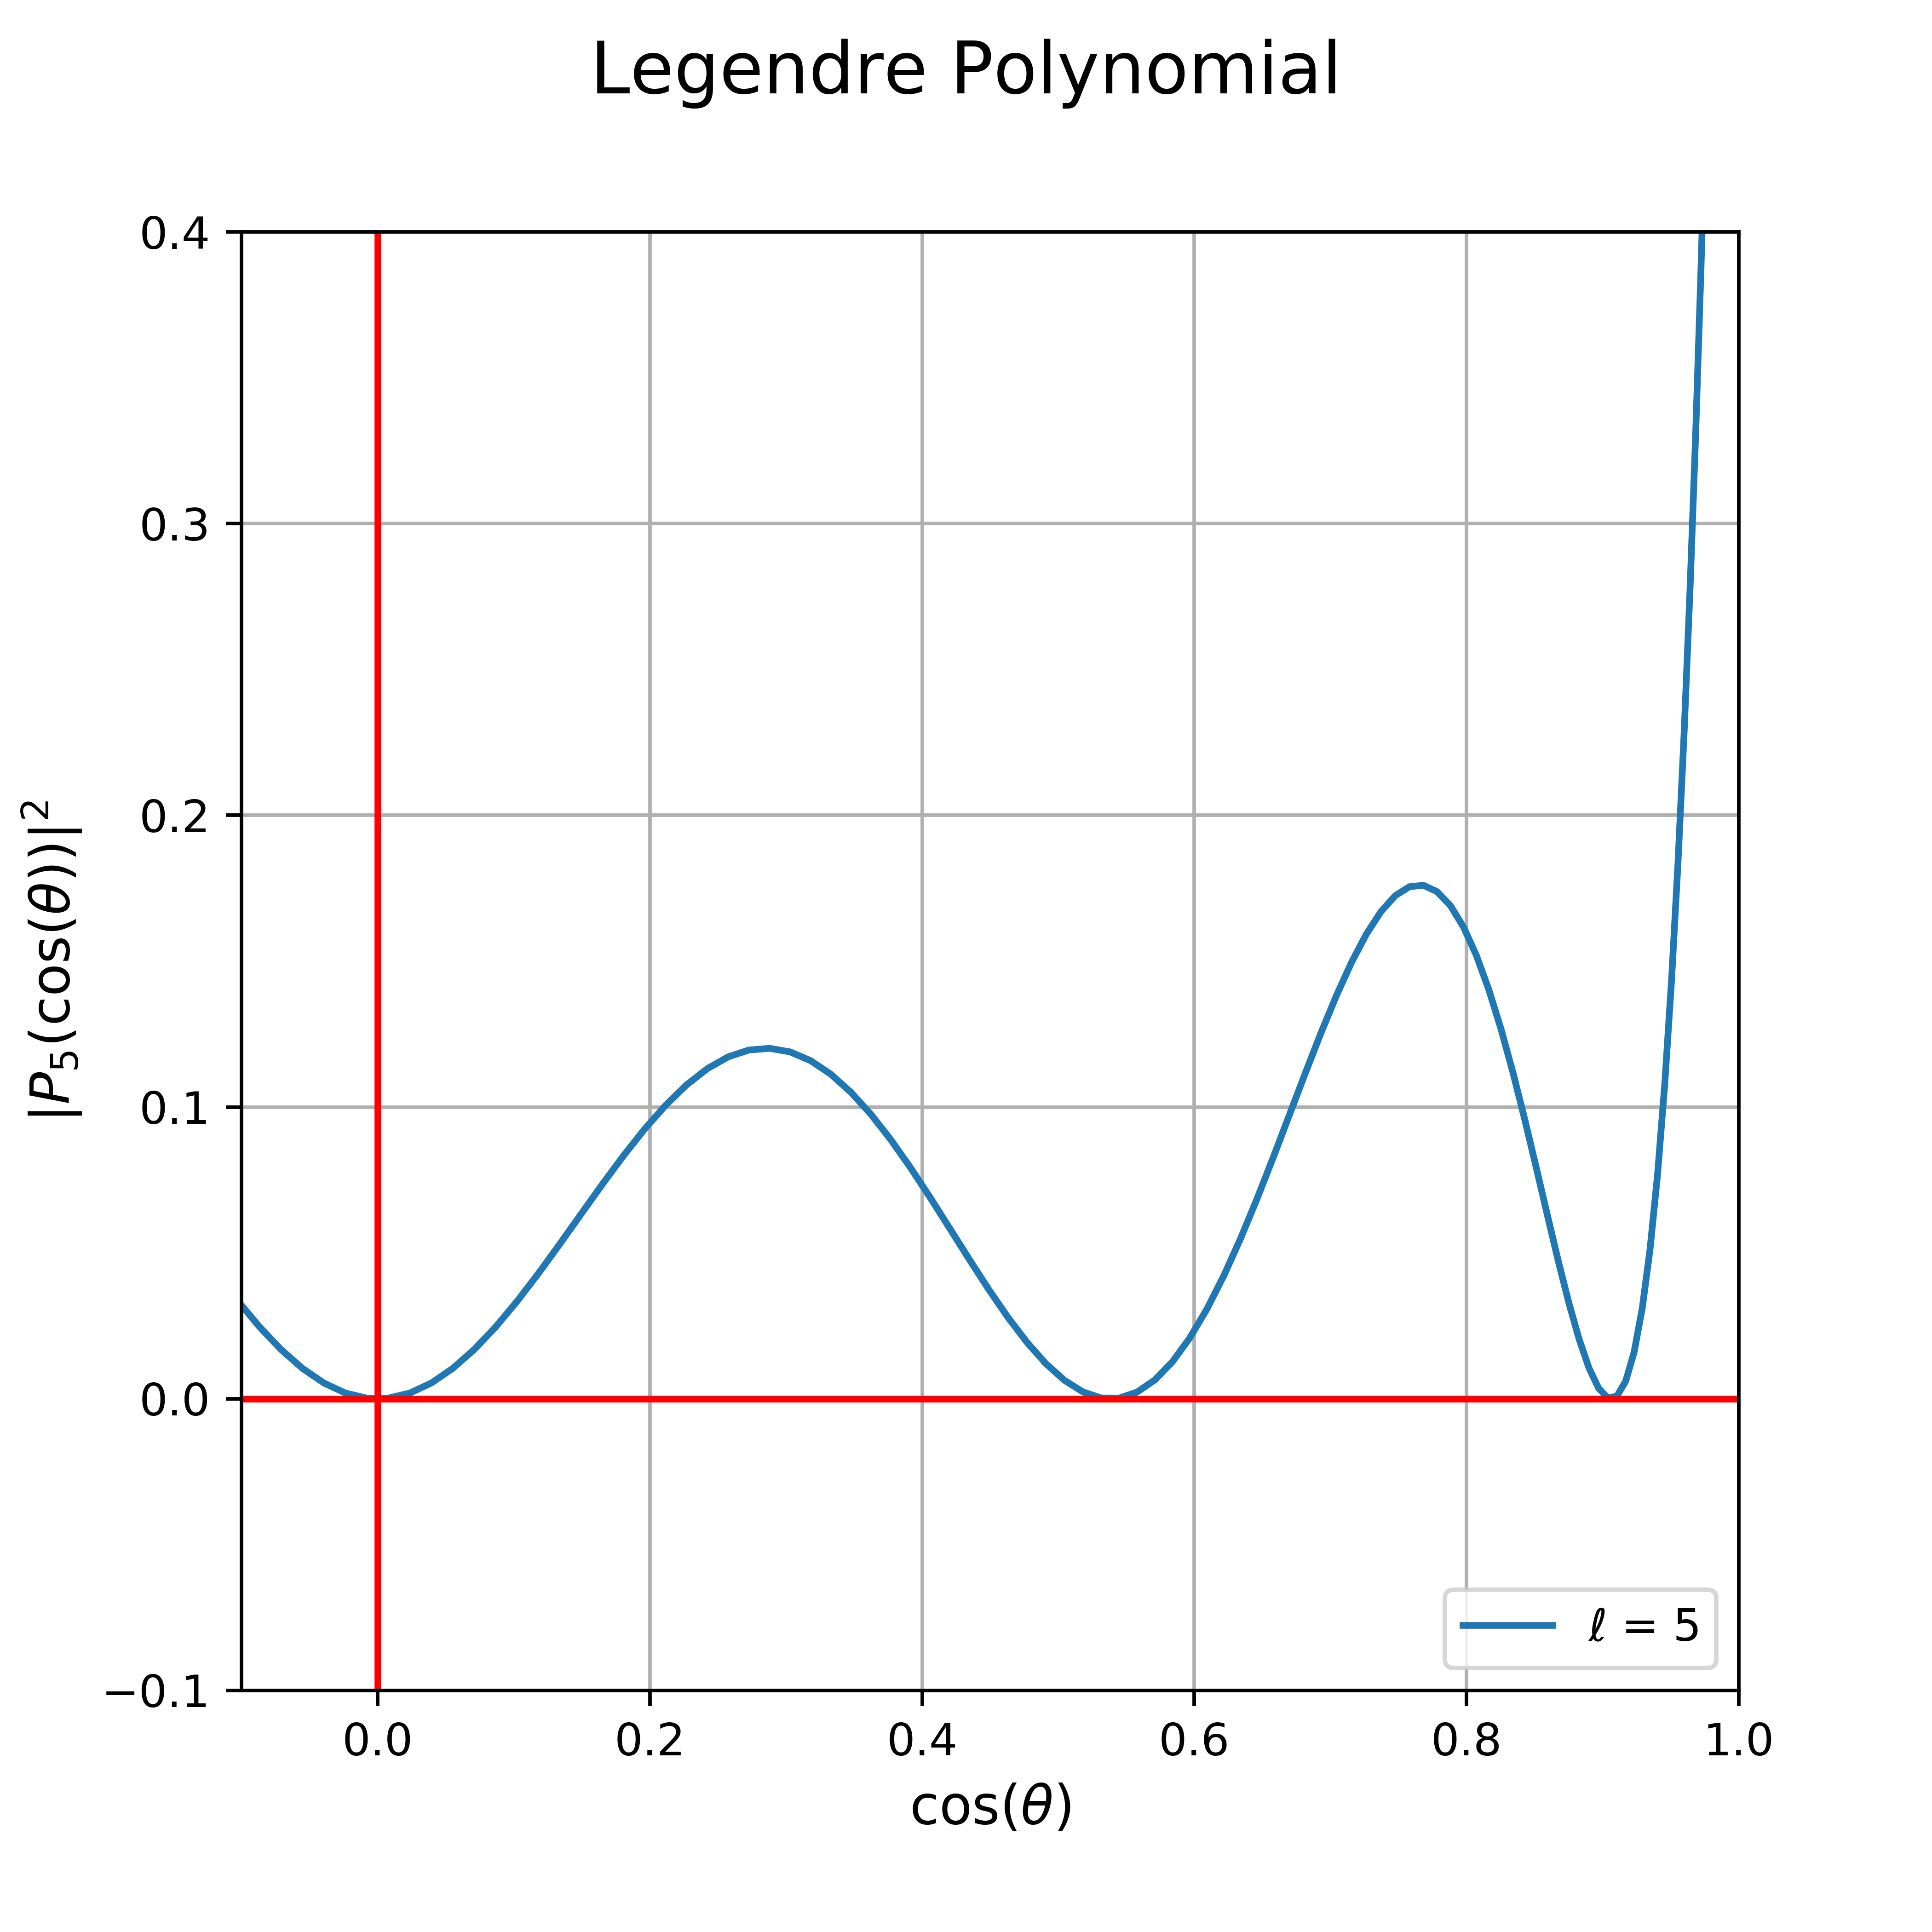 Legendre Polynomial
0.4
0.3
0.2
0.1
0.0
−0.1
|P₅(cos(θ))|²
0.0 0.2 0.4 0.6 0.8 1.0
cos(θ)
ℓ = 5